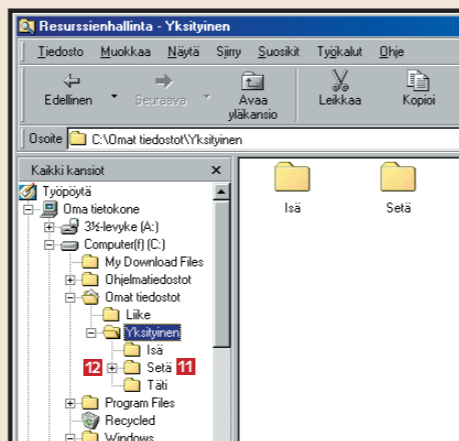 Resurssienhallinta - Yksityinen
Tiedosto Muokkaa Näytä Siirry Suosikit Työkalut Ohje
Edellinen Seuraava Avaa yläkansio Leikkaa Kopioi
Osoite C:\Omat tiedostot\Yksityinen
Kaikki kansiot x
Työpöytä
Oma tietokone
3½-levyke (A:)
Computer(f) (C:)
My Download Files
Ohjelmatiedostot
Omat tiedostot
Liike
Yksityinen
Isä
12 Setä 11
Täti
Program Files
Recycled
Windows
Isä Setä